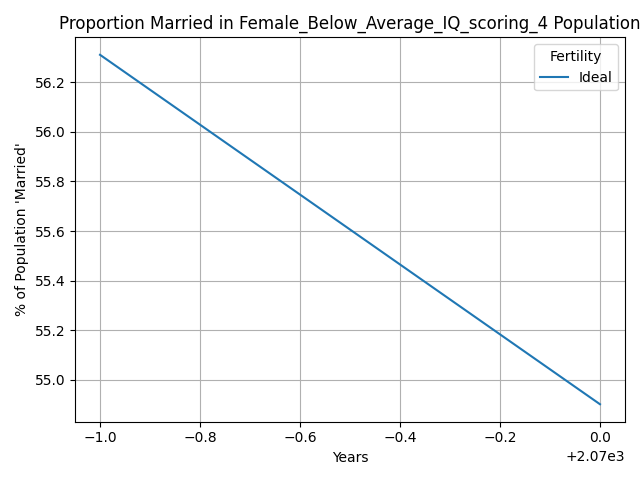 Proportion Married in Female_Below_Average_IQ_scoring_4 Population
Fertility
Ideal
% of Population 'Married'
56.2
56.0
55.8
55.6
55.4
55.2
55.0
−1.0 −0.8 −0.6 −0.4 −0.2 0.0
+2.07e3
Years